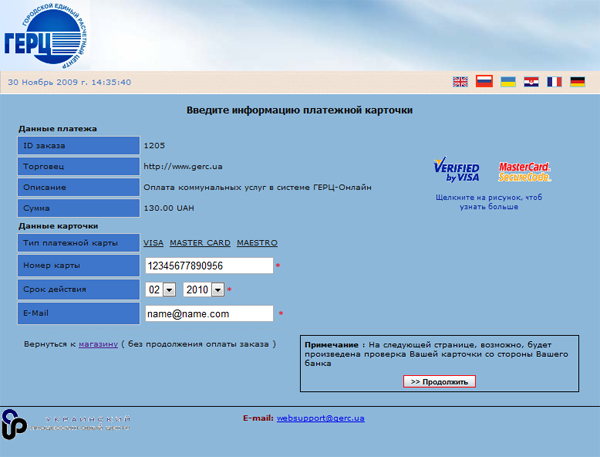 ГОРОДСКОЙ ЕДИНЫЙ РАСЧЕТНЫЙ ЦЕНТР
ГЕРЦ
30 Ноябрь 2009 г. 14:35:40
Введите информацию платежной карточки
Данные платежа
ID заказа 1205
Торговец http://www.gerc.ua
Описание Оплата коммунальных услуг в системе ГЕРЦ-Онлайн
Сумна 130.00 UAH
VERIFIED by VISA
MasterCard. SecureCode.
Щелкните на рисунок, чтоб
узнать больше
Данные карточки
Тип платежной карты VISA MASTER CARD MAESTRO
Номер карты 12345677890956 *
Срок действия 02 2010 *
E-Mail name@name.com *
Вернуться к магазину ( без продолжения оплаты заказа )
Примечание : На следующей странице, возможно, будет
произведена проверка Вашей карточки со стороны Вашего
банка
>> Продолжить
УКРАИНСКИЙ
ПРОЦЕССИНГОВЫЙ ЦЕНТР
E-mail: websupport@gerc.ua